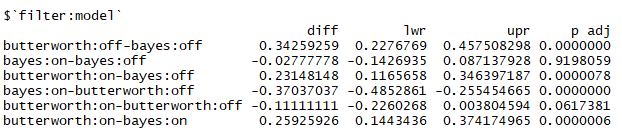 $`filter:model`
diff lwr upr p adj
butterworth:off-bayes:off 0.34259259 0.2276769 0.457508298 0.0000000
bayes:on-bayes:off -0.02777778 -0.1426935 0.087137928 0.9198059
butterworth:on-bayes:off 0.23148148 0.1165658 0.346397187 0.0000078
bayes:on-butterworth:off -0.37037037 -0.4852861 -0.255454665 0.0000000
butterworth:on-butterworth:off -0.11111111 -0.2260268 0.003804594 0.0617381
butterworth:on-bayes:on 0.25925926 0.1443436 0.374174965 0.0000006